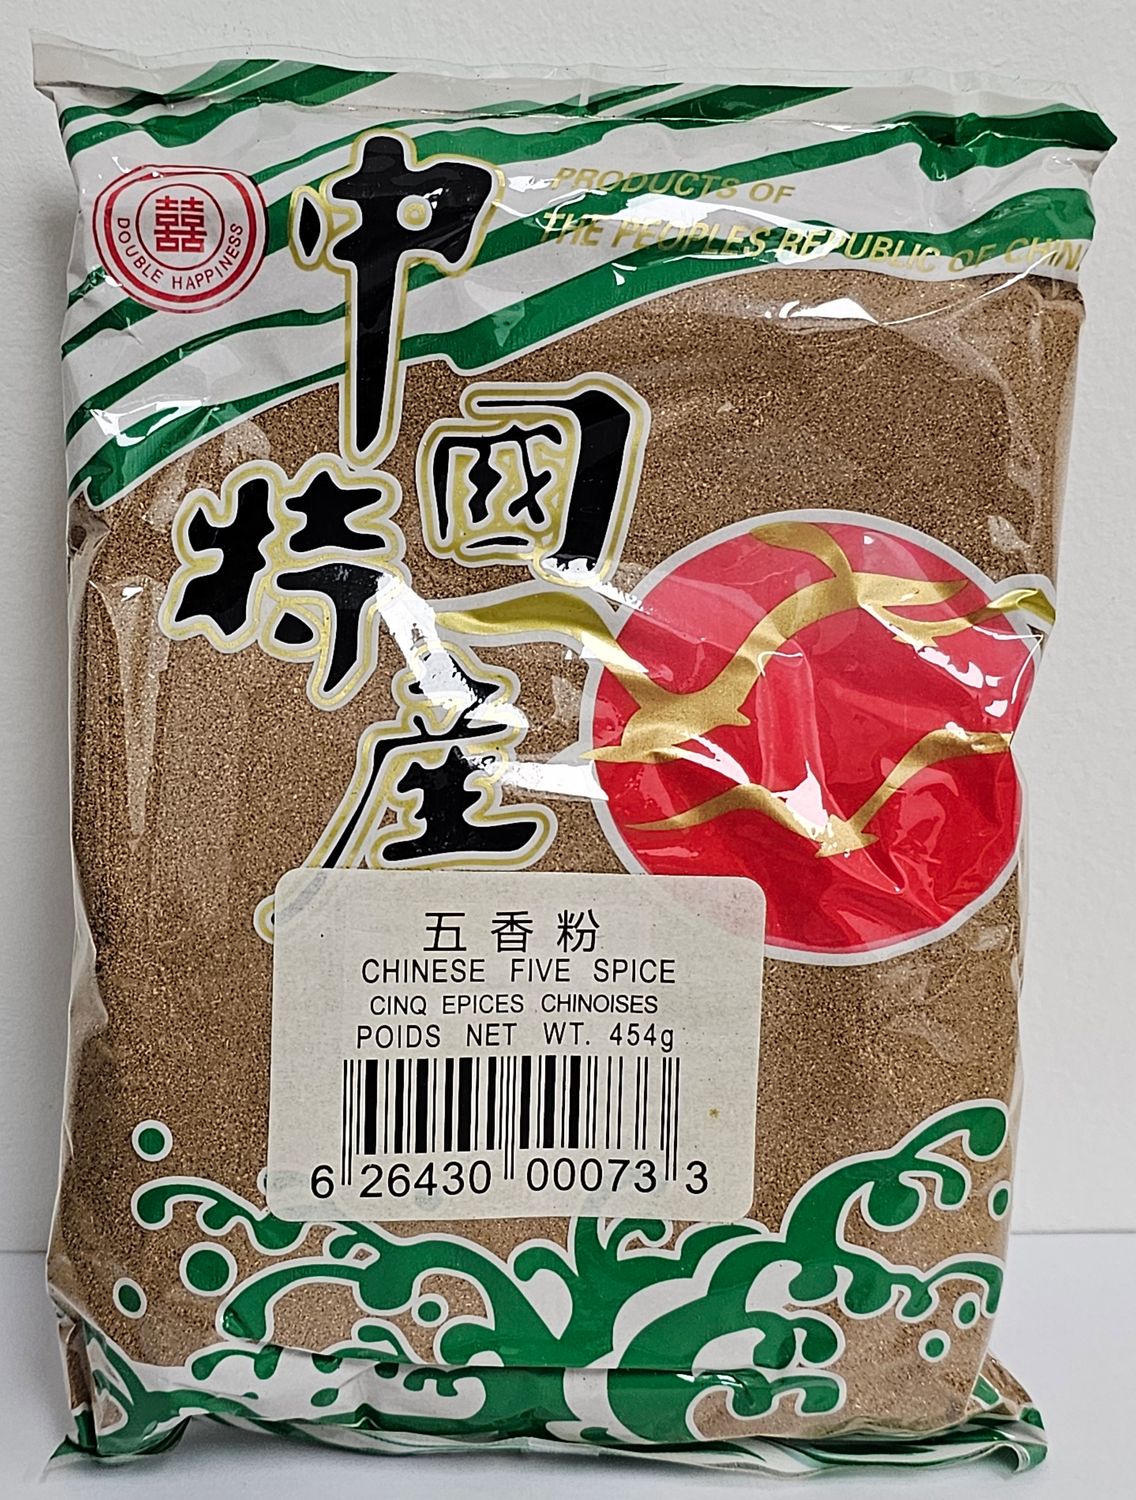 囍
DOUBLE HAPPINESS
PRODUCTS OF
THE PEOPLES REPUBLIC OF CHIN
中
國
特
産
五香粉
CHINESE FIVE SPICE
CINQ EPICES CHINOISES
POIDS NET WT. 454g
6 26430 00073 3